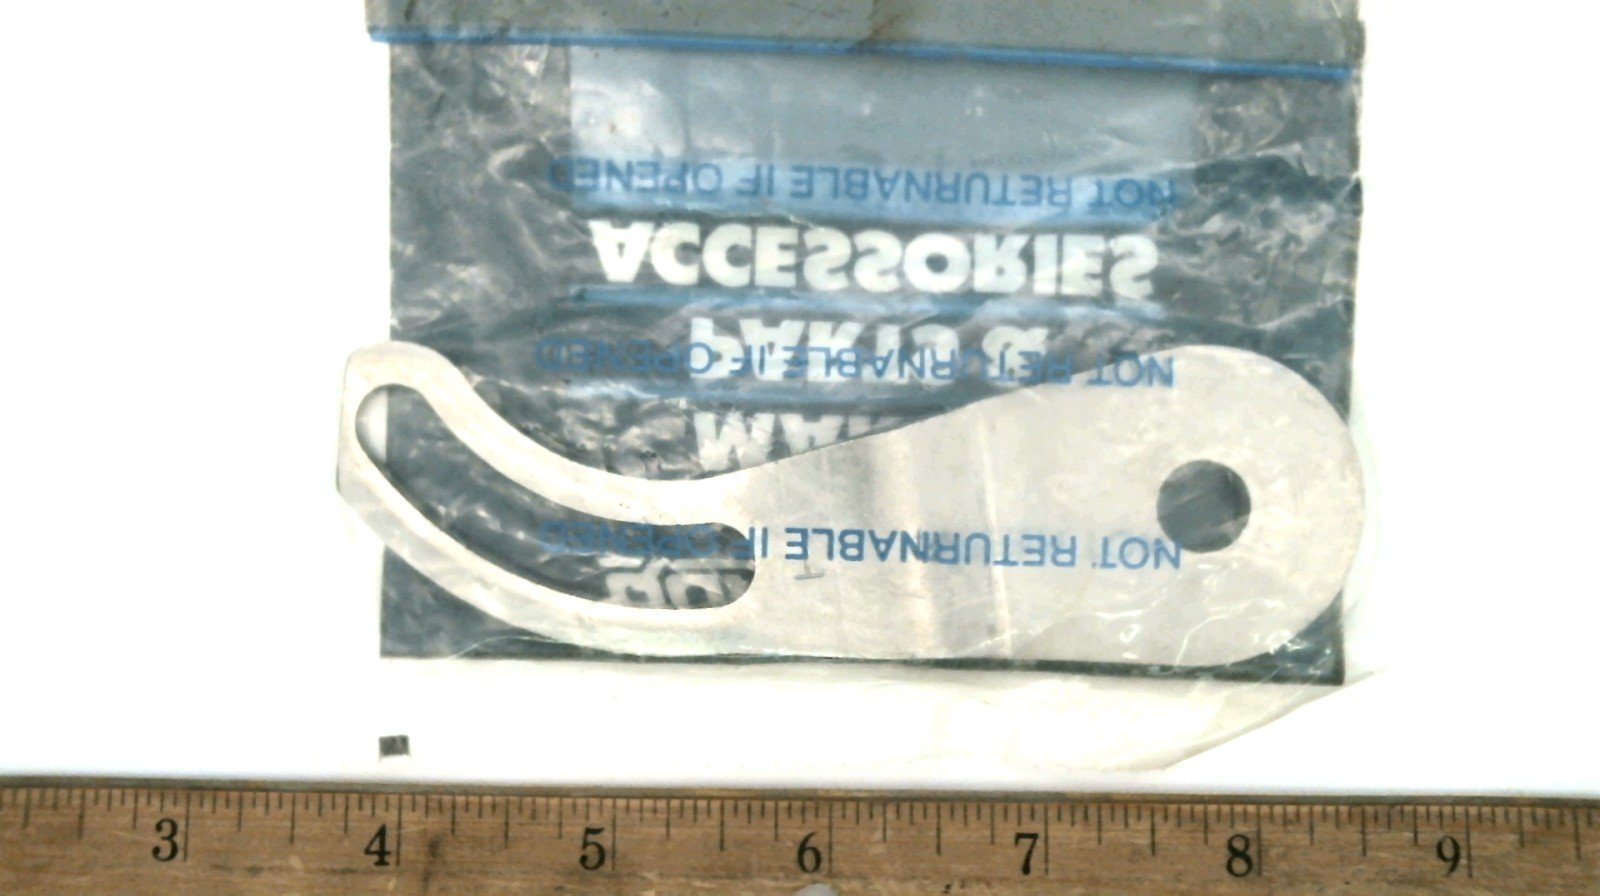 NOT RETURNABLE IF OPENED
ACCESSORIES
PARTS &
NOT RETURNABLE IF OPENED
NOT RETURNABLE IF OPENED
3 4 5 6 7 8 9